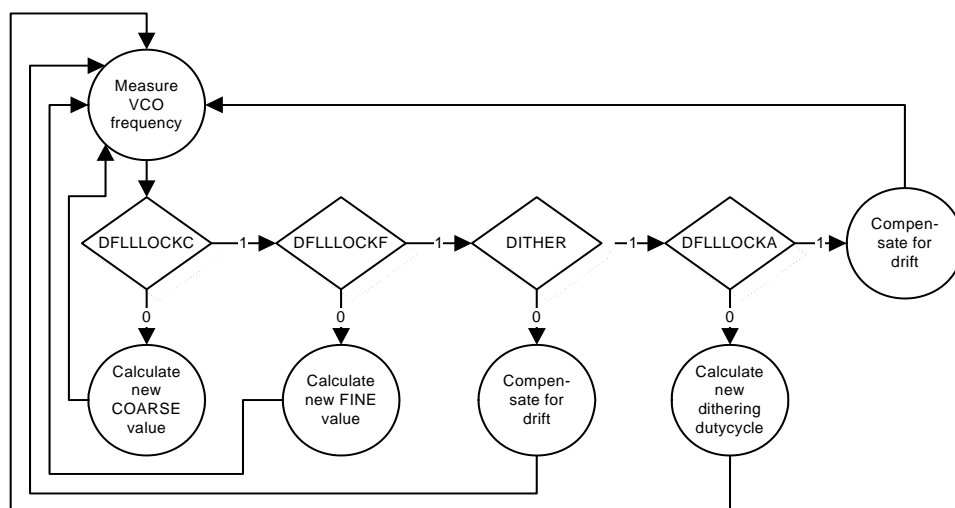 Measure
VCO
frequency
DFLLLOCKC
1
DFLLLOCKF
1
DITHER
1
DFLLLOCKA
1
Compen-
sate for
drift
0
0
0
0
Calculate
new
COARSE
value
Calculate
new FINE
value
Compen-
sate for
drift
Calculate
new
dithering
dutycycle